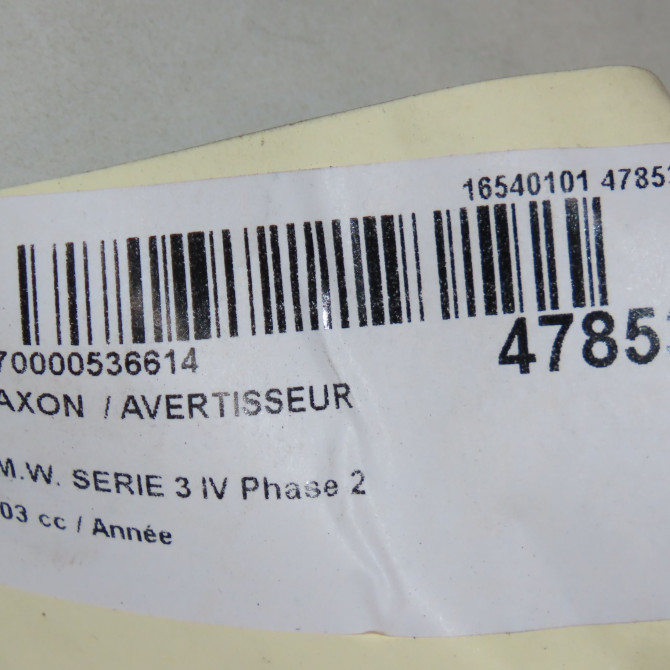 16540101 4785
4785
70000536614
AXON / AVERTISSEUR
M.W. SERIE 3 IV Phase 2
03 cc / Année